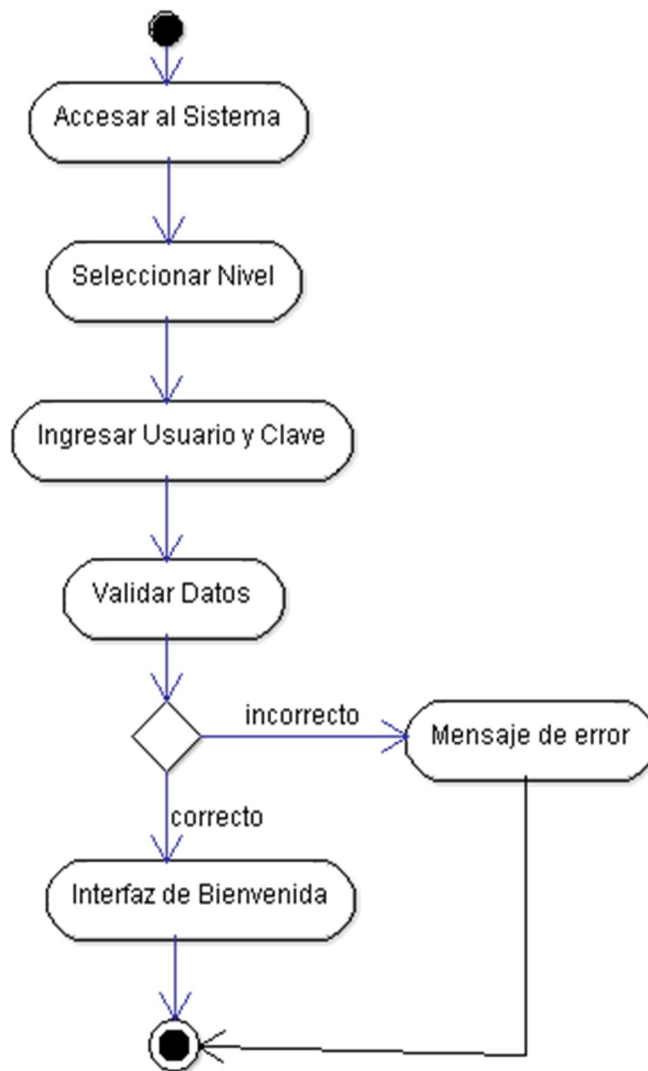 Accesar al Sistema
Seleccionar Nivel
Ingresar Usuario y Clave
Validar Datos
incorrecto
Mensaje de error
correcto
Interfaz de Bienvenida